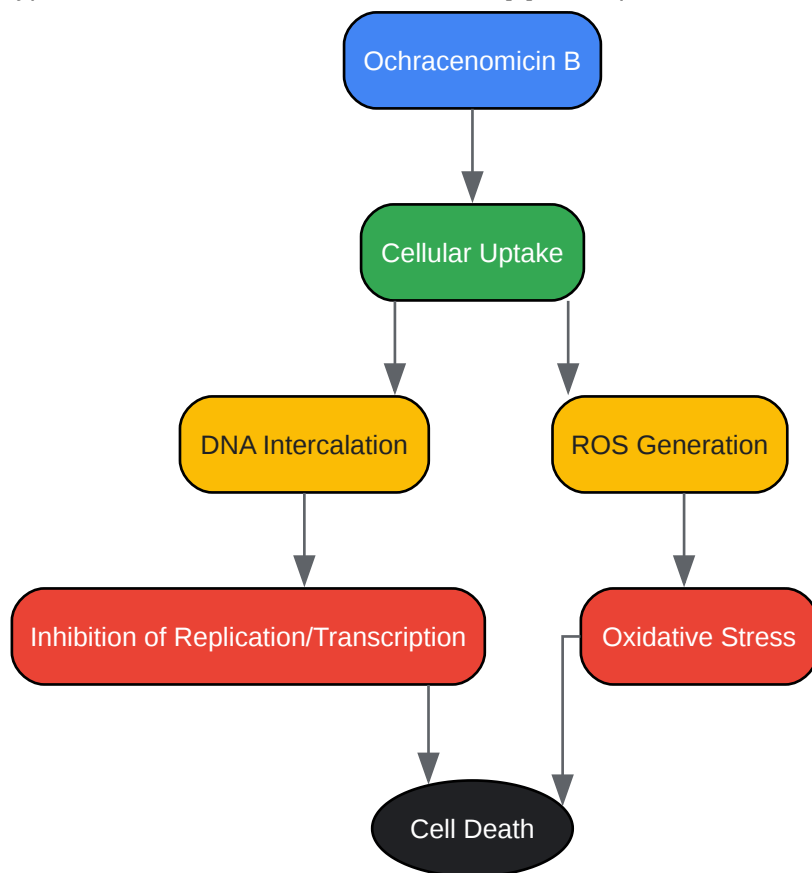 Ochracenomicin B
Cellular Uptake
DNA Intercalation
ROS Generation
Inhibition of Replication/Transcription
Oxidative Stress
Cell Death